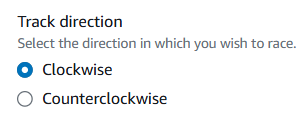 Track direction
Select the direction in which you wish to race.
Clockwise
Counterclockwise